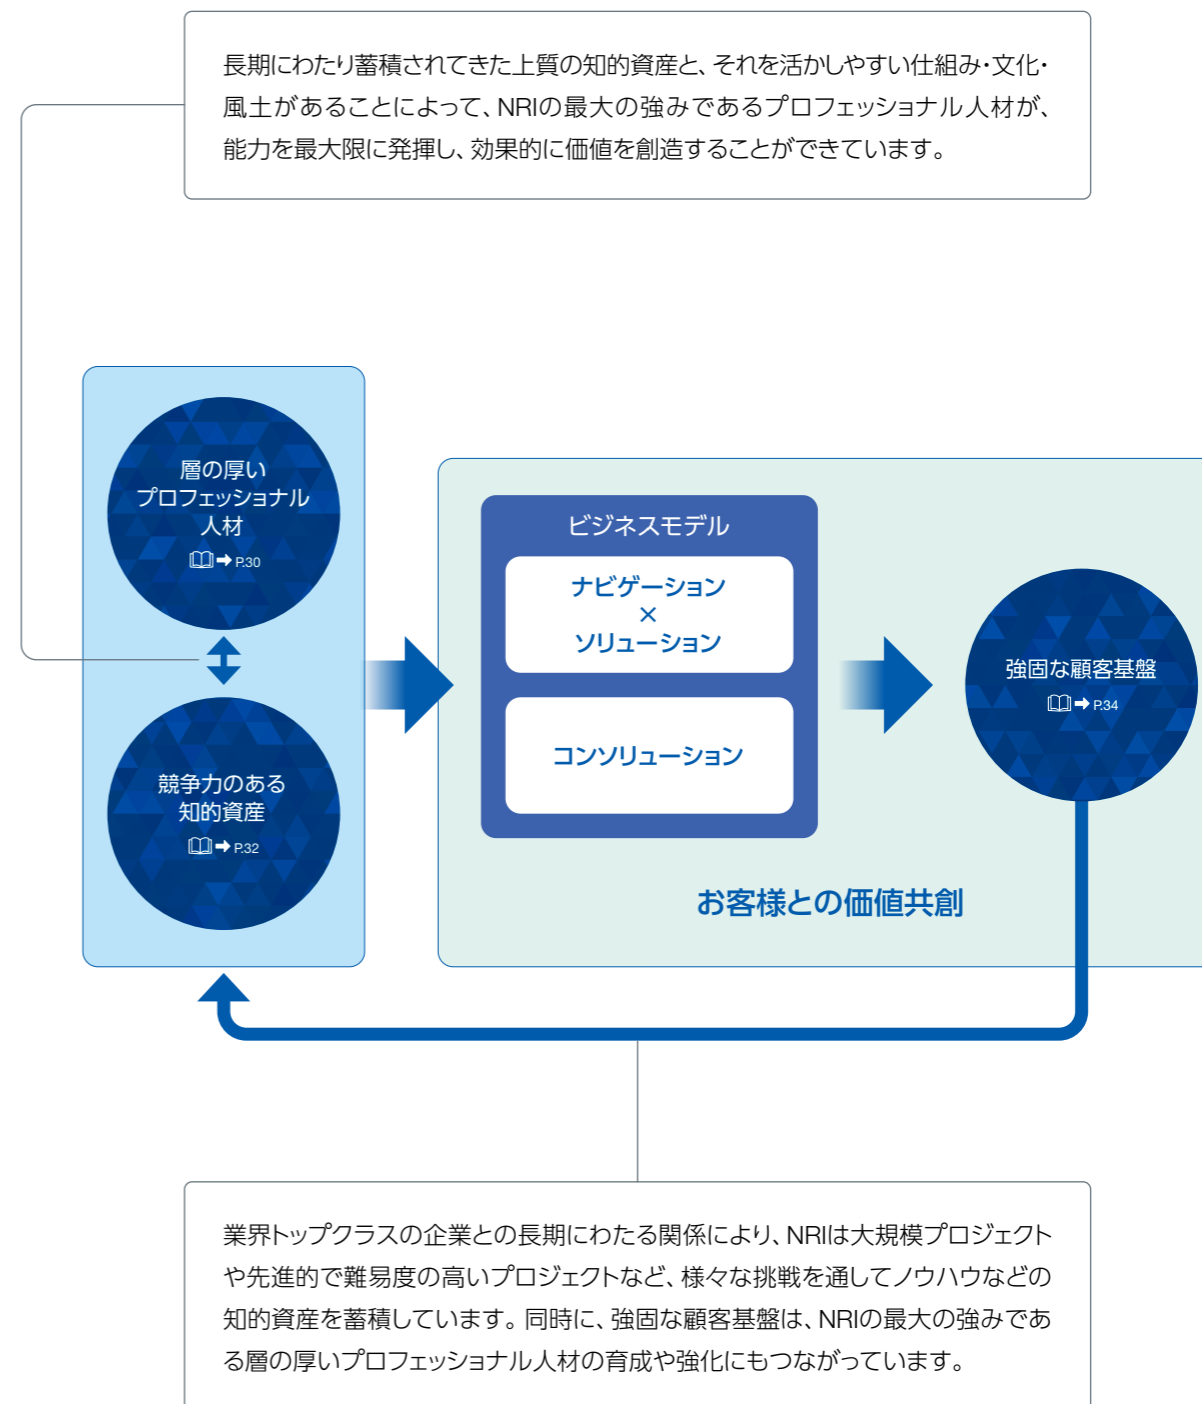 長期にわたり蓄積されてきた上質の知的資産と、それを活かしやすい仕組み・文化・
風土があることによって、NRIの最大の強みであるプロフェッショナル人材が、
能力を最大限に発揮し、効果的に価値を創造することができています。
層の厚い
プロフェッショナル
人材
P.30
競争力のある
知的資産
P.32
ビジネスモデル
ナビゲーション
×
ソリューション
コンソリューション
強固な顧客基盤
P.34
お客様との価値共創
業界トップクラスの企業との長期にわたる関係により、NRIは大規模プロジェクト
や先進的で難易度の高いプロジェクトなど、様々な挑戦を通してノウハウなどの
知的資産を蓄積しています。同時に、強固な顧客基盤は、NRIの最大の強みであ
る層の厚いプロフェッショナル人材の育成や強化にもつながっています。